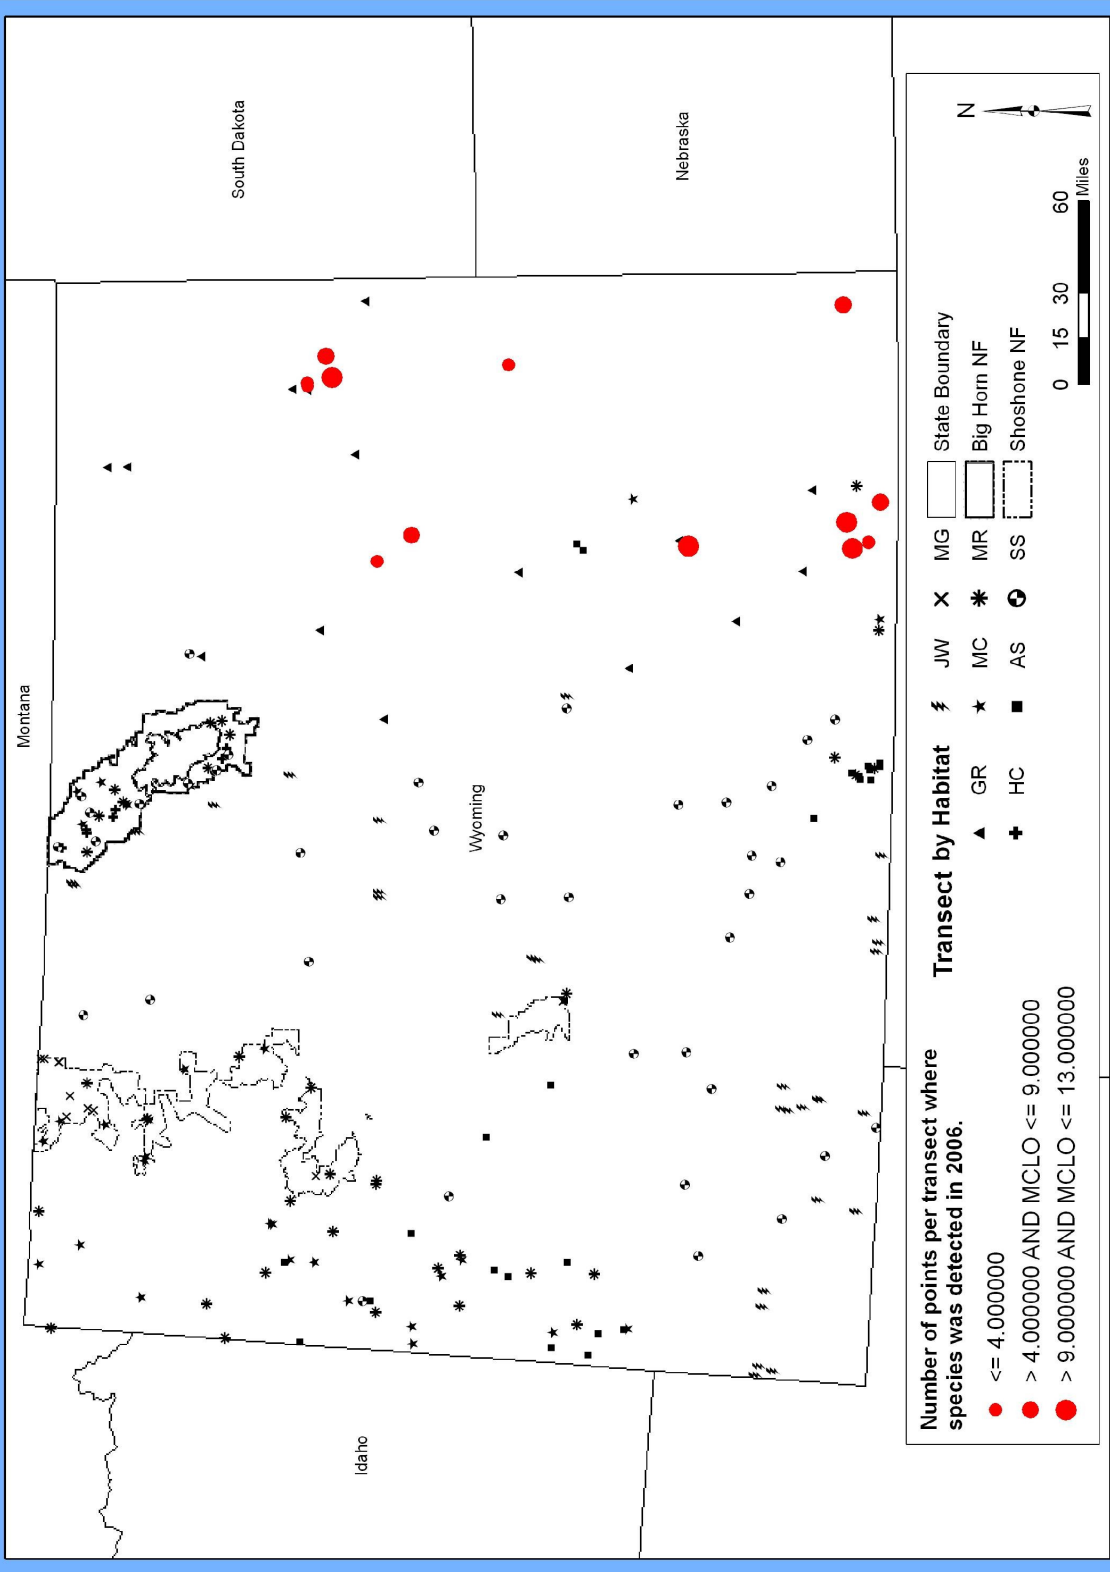 Montana
South Dakota
Wyoming
Nebraska
Idaho
Number of points per transect where
species was detected in 2006.
<= 4.000000
> 4.000000 AND MCLO <= 9.000000
> 9.000000 AND MCLO <= 13.000000
Transect by Habitat
GR
JW
MG
HC
MC
MR
AS
SS
State Boundary
Big Horn NF
Shoshone NF
N
0 15 30 60
Miles